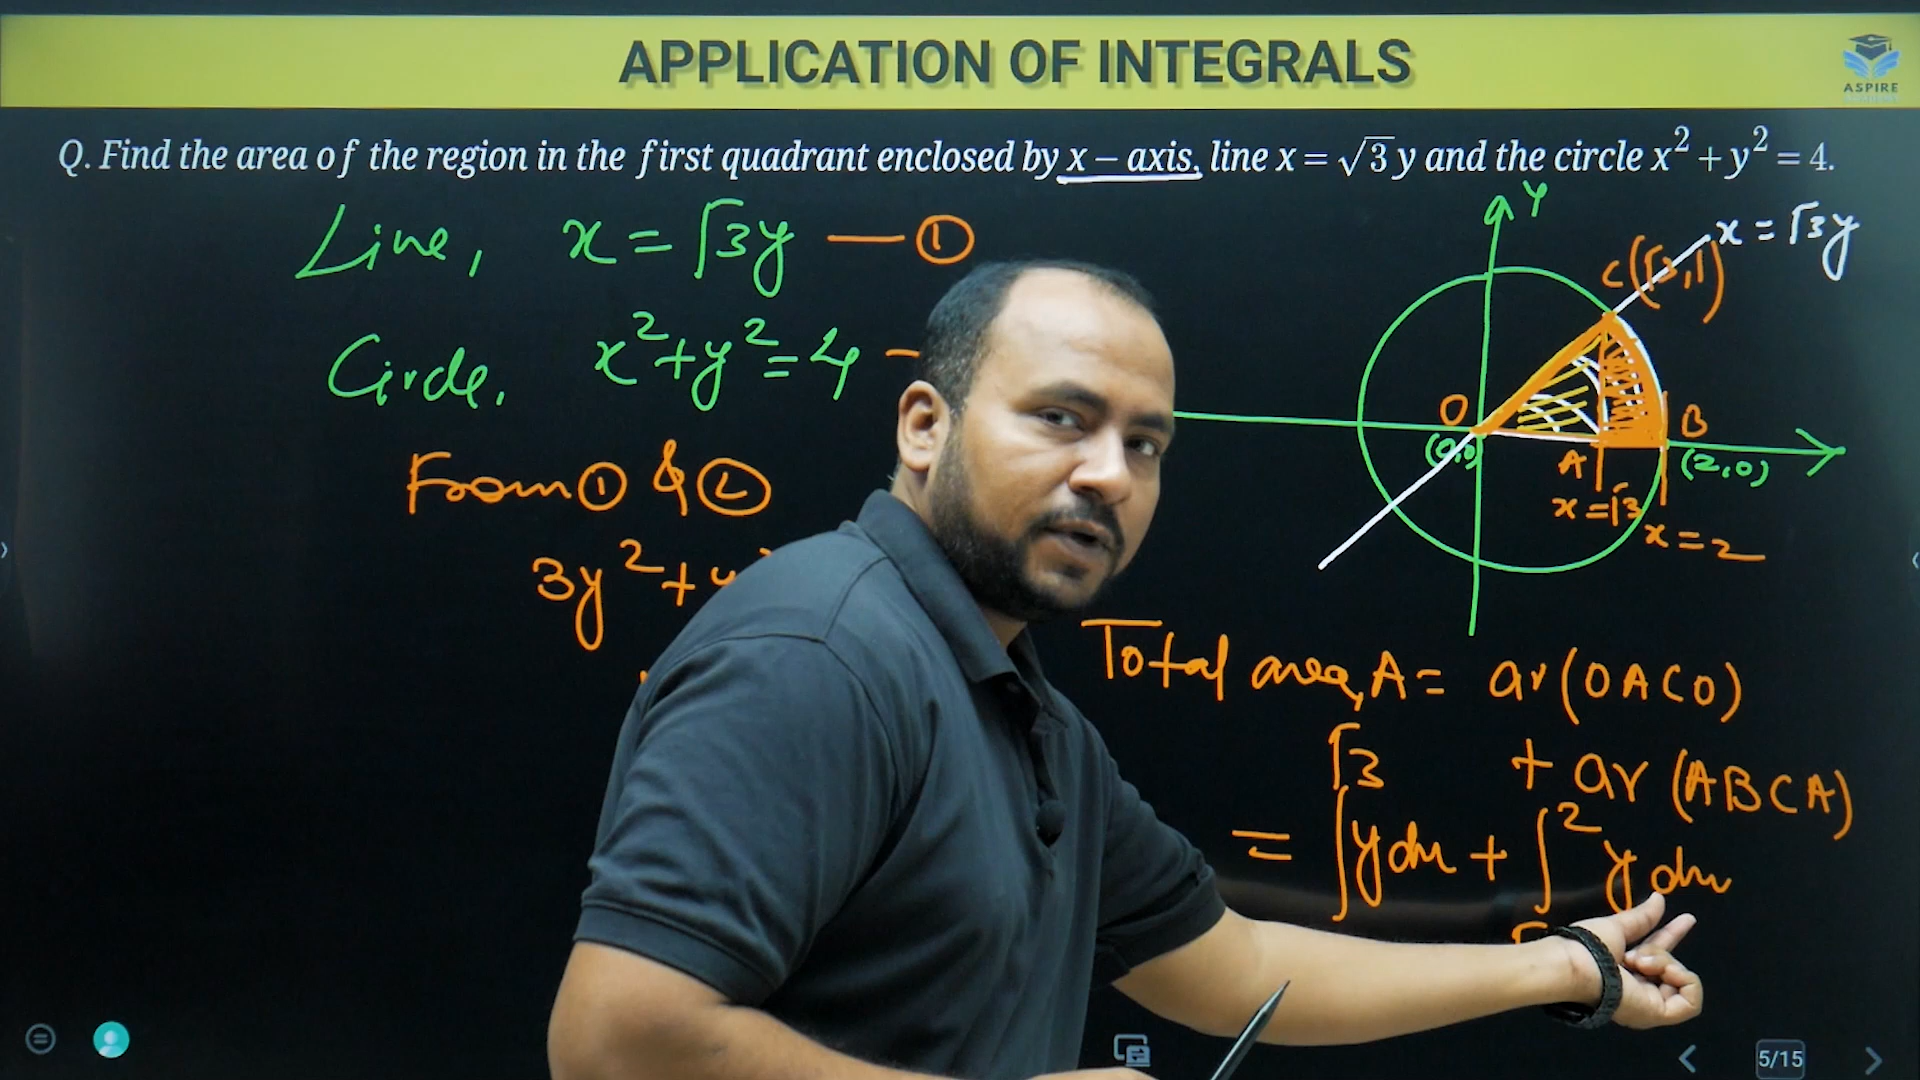 APPLICATION OF INTEGRALS
ASPIRE
Q. Find the area of the region in the first quadrant enclosed by x – axis, line x = √3 y and the circle x² + y² = 4.
Line, x = √3y — ①
Circle, x² + y² = 4 —
From ① & ②
3y² + y
Y
x = √3y
C(√3,1)
O
(0,0)
A
B
(2,0)
x = √3
x = 2
Total area, A = ar(OACO)
+ ar(ABCA)
= ∫ √3 y dx + ∫ 2 y dx
5/15